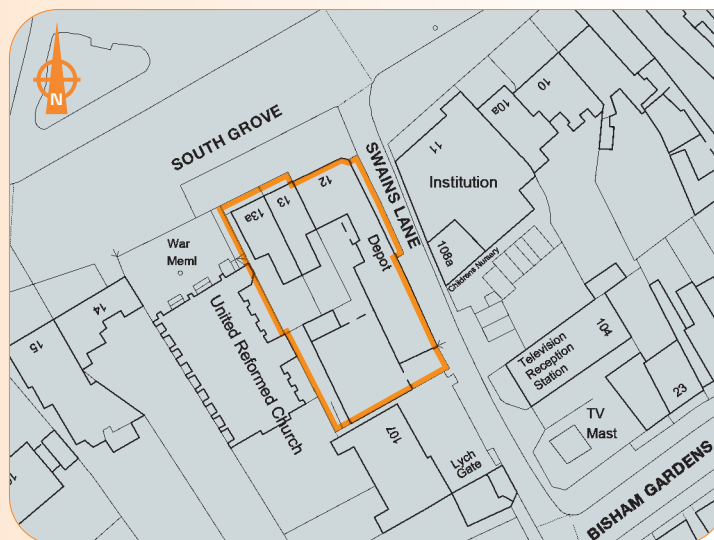 N
SOUTH GROVE
SWAINS LANE
10
10a
11
Institution
12
13
13a
War
Meml
Depot
108a
Childrens Nursery
14
15
United Reformed Church
Television
Reception
Station
104
23
TV
Mast
107
Lych
Gate
BISHAM GARDENS